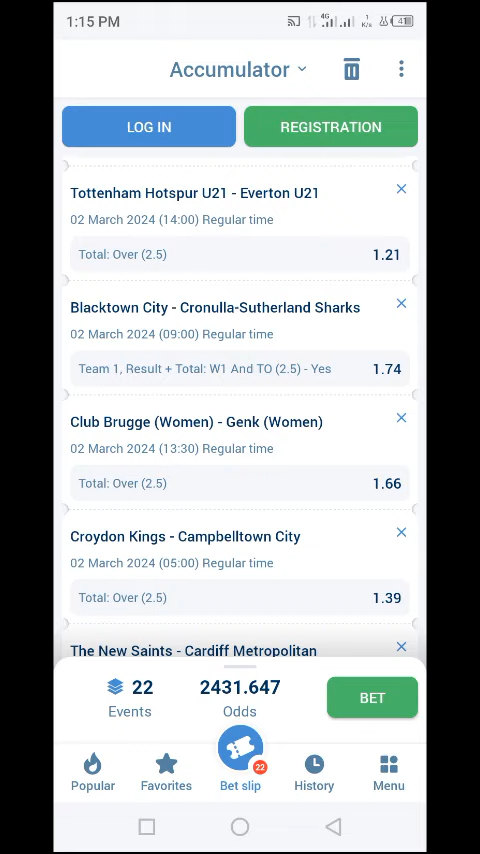 1:15 PM
4G
1
K/s
41
Accumulator
LOG IN
REGISTRATION
Tottenham Hotspur U21 - Everton U21
02 March 2024 (14:00) Regular time
Total: Over (2.5)
1.21
Blacktown City - Cronulla-Sutherland Sharks
02 March 2024 (09:00) Regular time
Team 1, Result + Total: W1 And TO (2.5) - Yes
1.74
Club Brugge (Women) - Genk (Women)
02 March 2024 (13:30) Regular time
Total: Over (2.5)
1.66
Croydon Kings - Campbelltown City
02 March 2024 (05:00) Regular time
Total: Over (2.5)
1.39
The New Saints - Cardiff Metropolitan
22
2431.647
Events
Odds
BET
22
Popular
Favorites
Bet slip
History
Menu